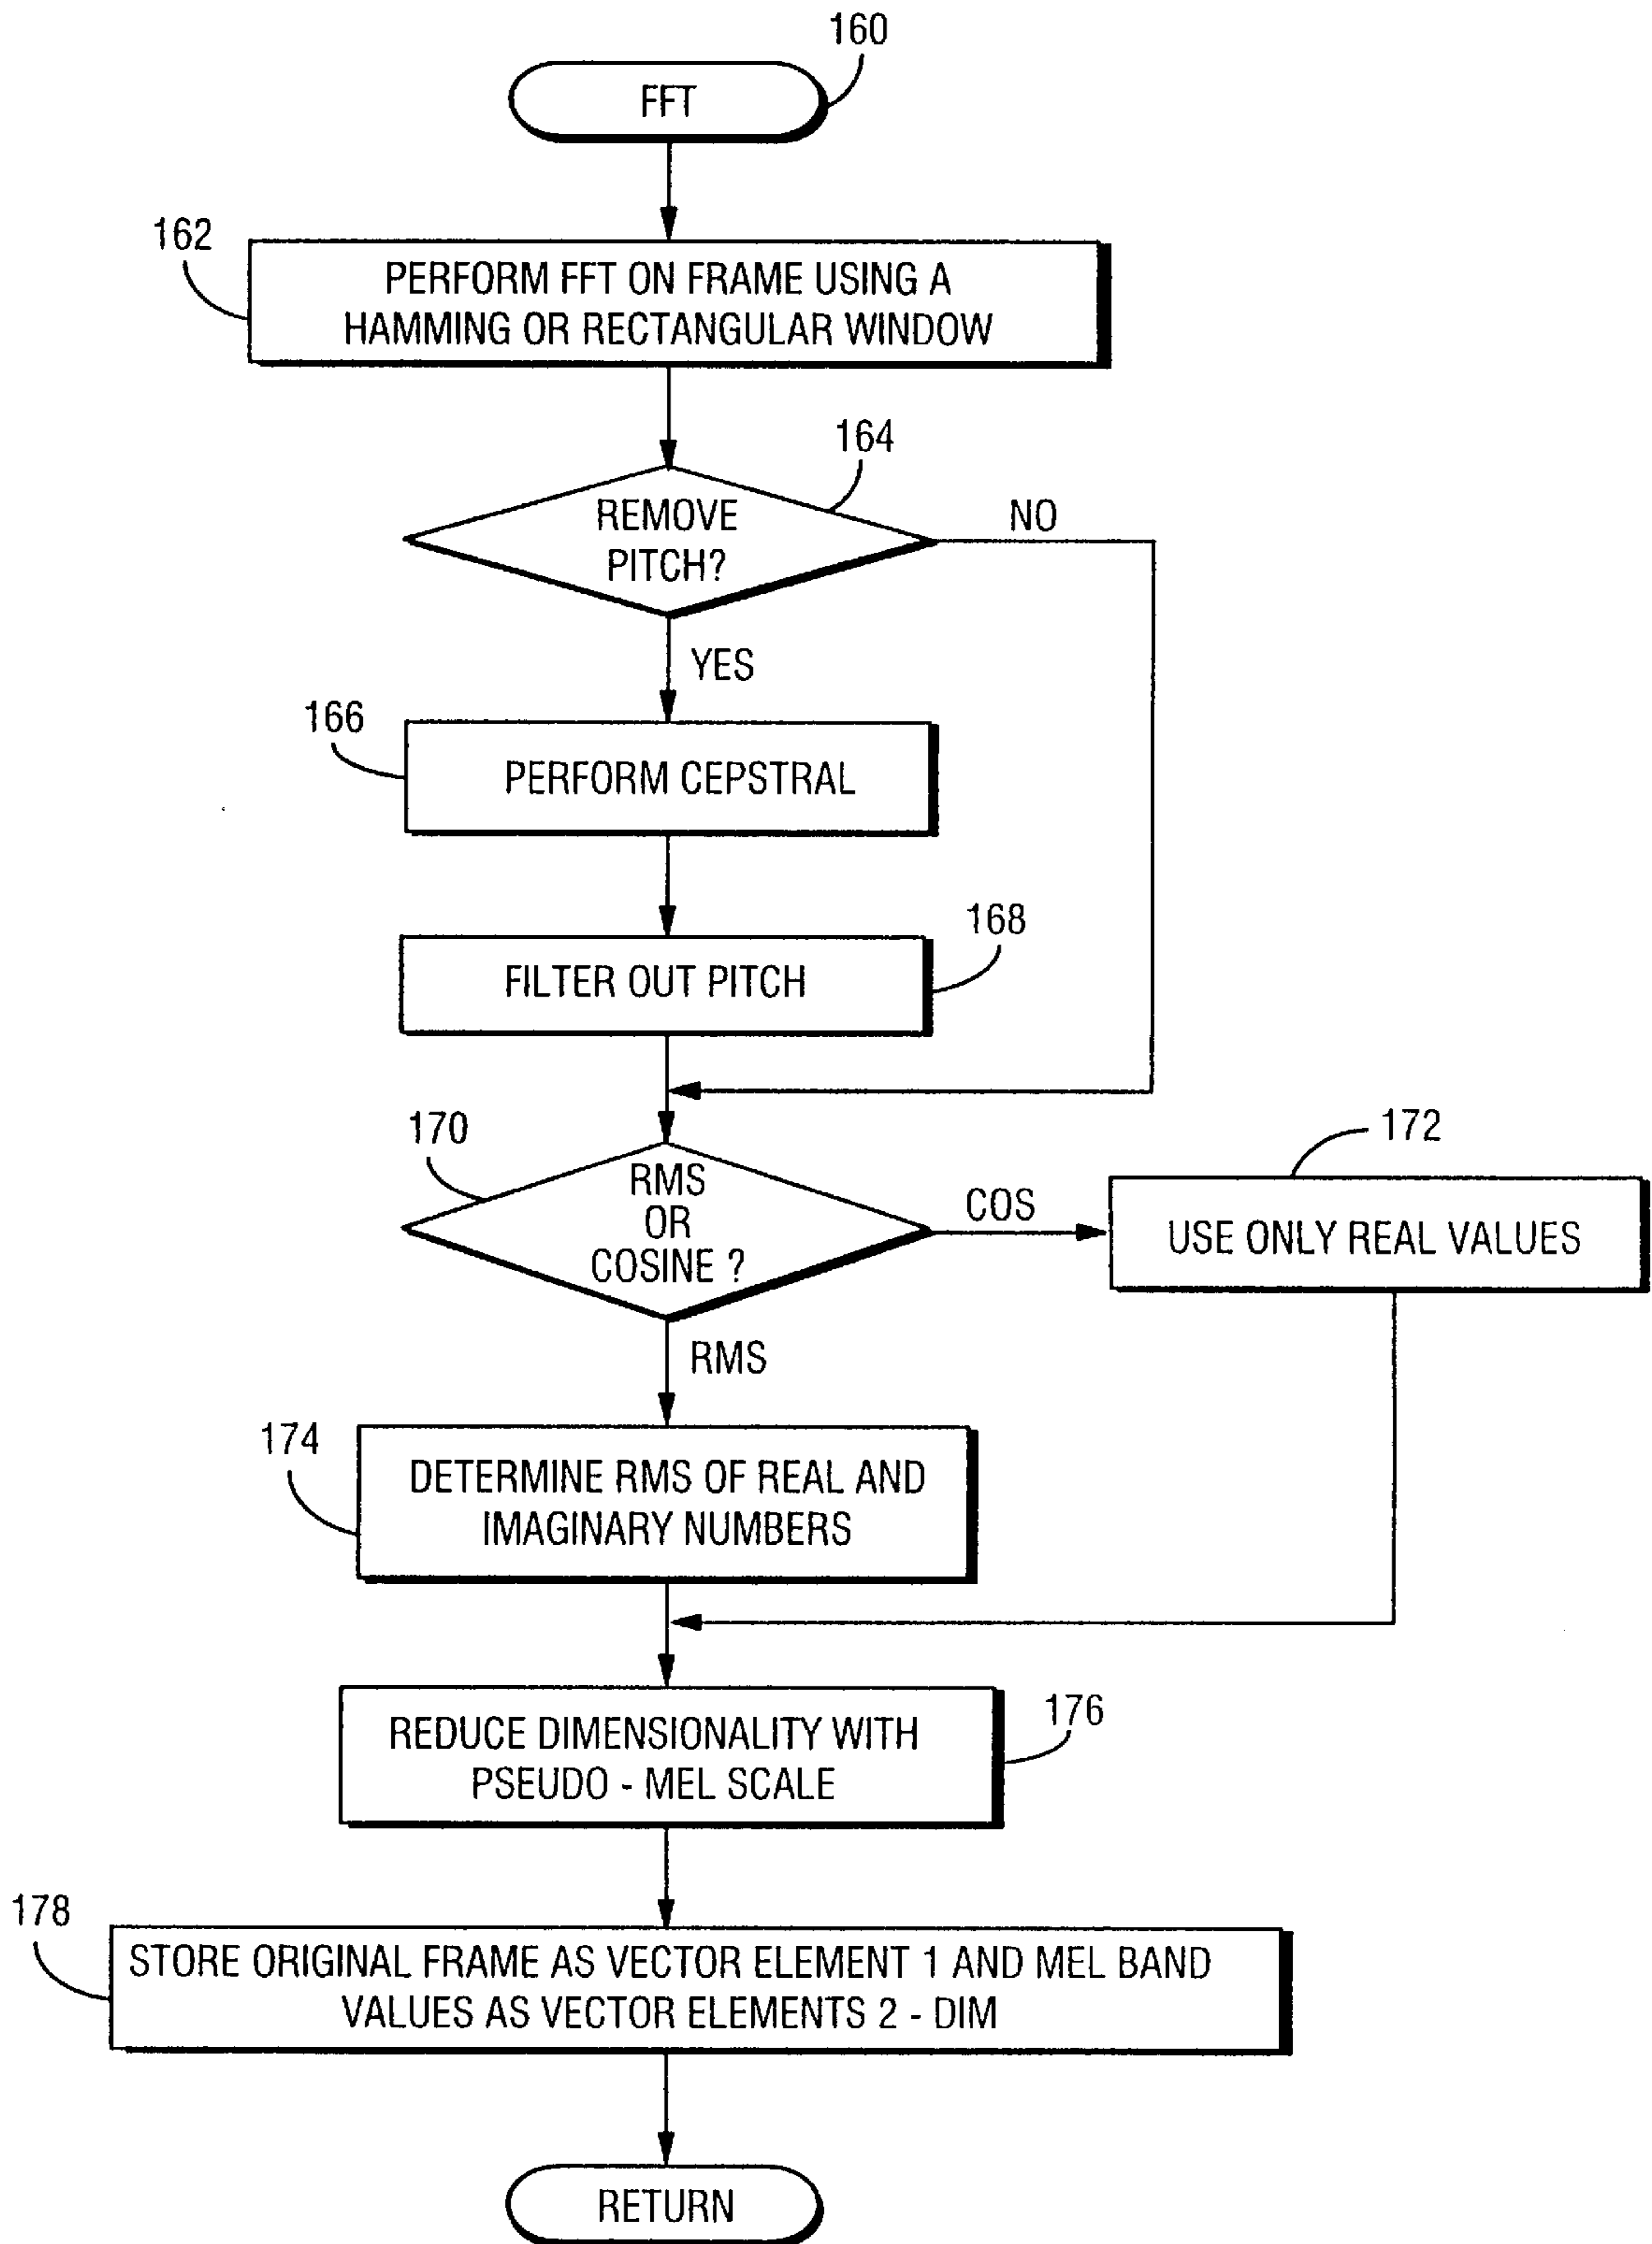 160
FFT
162
PERFORM FFT ON FRAME USING A
HAMMING OR RECTANGULAR WINDOW
164
REMOVE
PITCH?
NO
YES
166
PERFORM CEPSTRAL
168
FILTER OUT PITCH
170
RMS
OR
COSINE ?
COS
172
USE ONLY REAL VALUES
RMS
174
DETERMINE RMS OF REAL AND
IMAGINARY NUMBERS
176
REDUCE DIMENSIONALITY WITH
PSEUDO - MEL SCALE
178
STORE ORIGINAL FRAME AS VECTOR ELEMENT 1 AND MEL BAND
VALUES AS VECTOR ELEMENTS 2 - DIM
RETURN